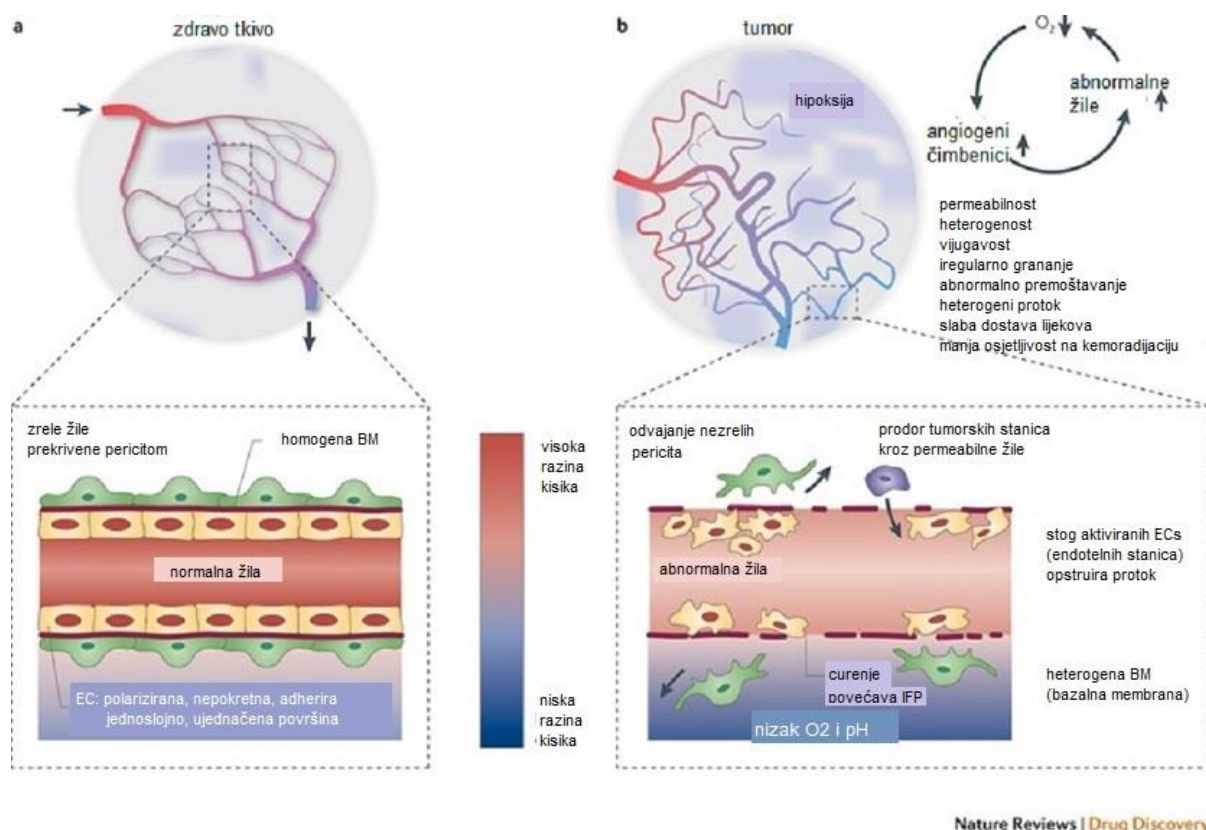 a
zdravo tkivo
b
tumor
hipoksija
O₂
abnormalne
žile
angiogeni
čimbenici
permeabilnost
heterogenost
vijugavost
iregularno grananje
abnormalno premoštavanje
heterogeni protok
slaba dostava lijekova
manja osjetljivost na kemoradijaciju
zrele žile
prekrivene pericitom
homogena BM
normalna žila
EC: polarizirana, nepokretna, adherira
jednoslojno, ujednačena površina
visoka
razina
kisika
niska
razina
kisika
odvajanje nezrelih
pericita
prodor tumorskih stanica
kroz permeabilne žile
abnormalna žila
stog aktiviranih ECs
(endotelnih stanica)
opstruira protok
curenje
povećava IFP
heterogena BM
(bazalna membrana)
nizak O2 i pH
Nature Reviews | Drug Discovery